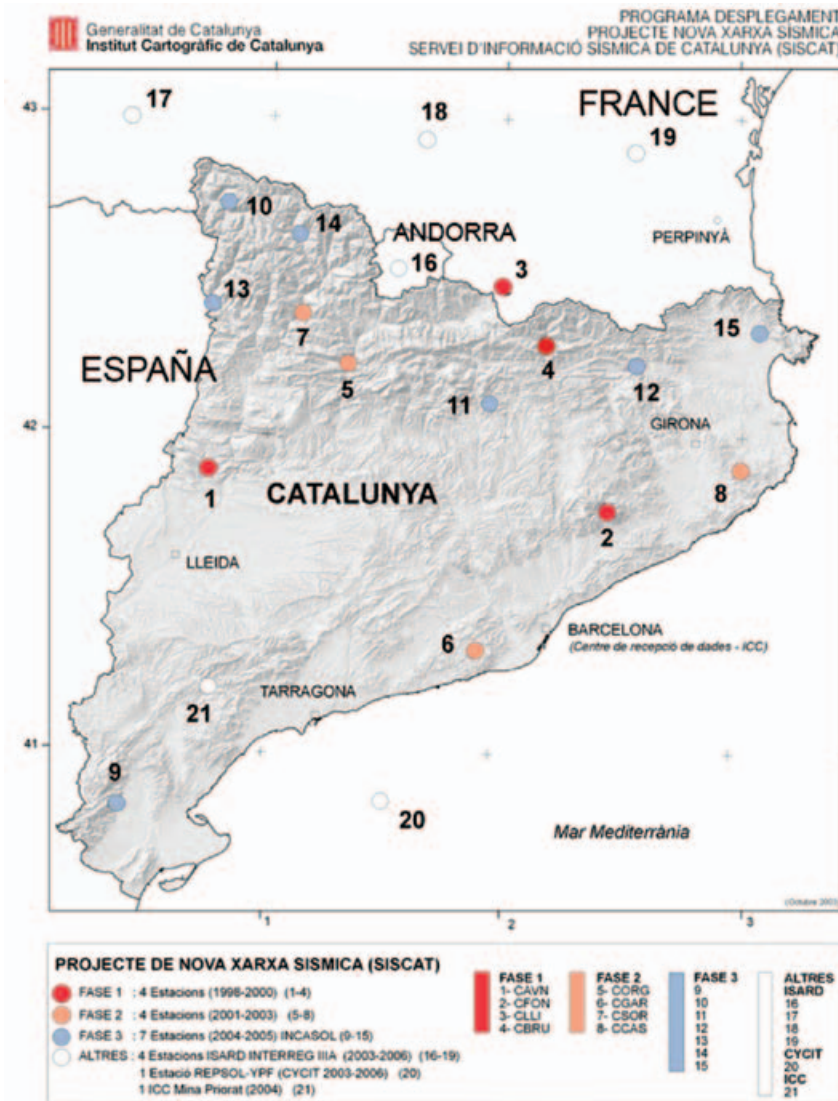 Generalitat de Catalunya
Institut Cartogràfic de Catalunya
PROGRAMA DESPLEGAMENT
PROJECTE NOVA XARXA SÍSMICA
SERVEI D'INFORMACIÓ SÍSMICA DE CATALUNYA (SISCAT)
43
17
18
FRANCE
19
10
14
ANDORRA
PERPINYÀ
16
3
13
7
15
ESPAÑA
5
4
12
11
42
GIRONA
1
CATALUNYA
8
2
LLEIDA
BARCELONA
(Centre de recepció de dades - ICC)
6
TARRAGONA
21
41
9
20
Mar Mediterrània
1
2
3
PROJECTE DE NOVA XARXA SISMICA (SISCAT)
FASE 1 : 4 Estacions (1998-2000) (1-4)
FASE 2 : 4 Estacions (2001-2003) (5-8)
FASE 3 : 7 Estacions (2004-2005) INCASOL (9-15)
ALTRES : 4 Estacions ISARD INTERREG IIIA (2003-2006) (16-19)
1 Estació REPSOL-YPF (CYCIT 2003-2006) (20)
1 ICC Mina Priorat (2004) (21)
FASE 1
1- CAVN
2- CFON
3- CLLI
4- CBRU
FASE 2
5- CORG
6- CGAR
7- CSOR
8- CCAS
FASE 3
9
10
11
12
13
14
15
ALTRES
ISARD
16
17
18
19
CYCIT
20
ICC
21